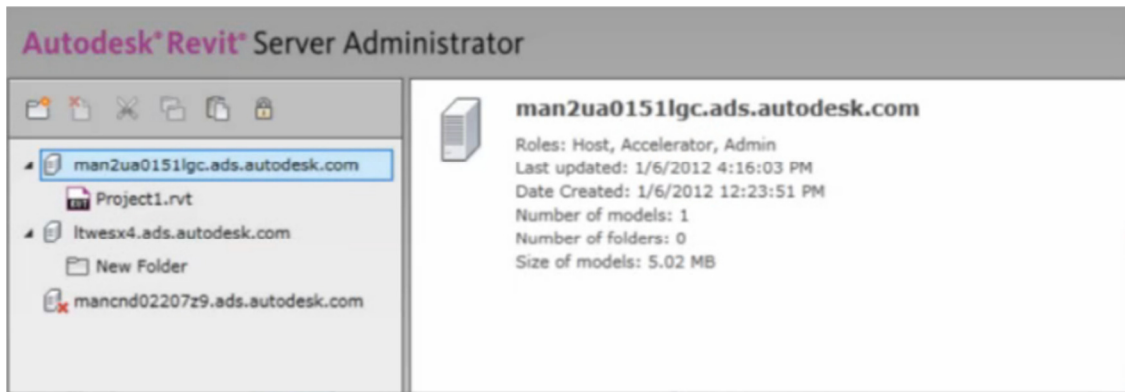 Autodesk® Revit® Server Administrator
man2ua0151lgc.ads.autodesk.com
Project1.rvt
ltwesx4.ads.autodesk.com
New Folder
mancnd02207z9.ads.autodesk.com
man2ua0151lgc.ads.autodesk.com
Roles: Host, Accelerator, Admin
Last updated: 1/6/2012 4:16:03 PM
Date Created: 1/6/2012 12:23:51 PM
Number of models: 1
Number of folders: 0
Size of models: 5.02 MB